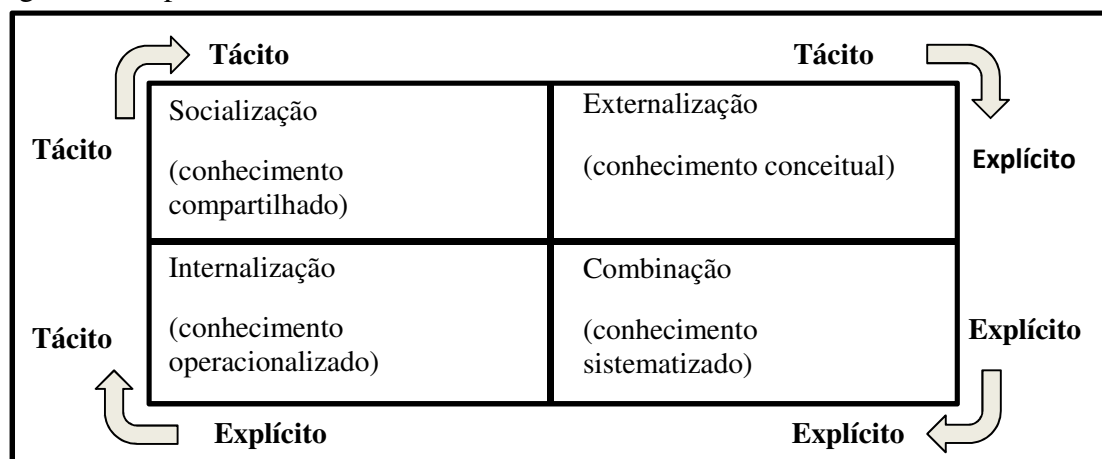 Tácito Tácito
Socialização Externalização
Tácito (conhecimento compartilhado) (conhecimento conceitual) Explícito
Internalização Combinação
Tácito (conhecimento operacionalizado) (conhecimento sistematizado) Explícito
Explícito Explícito